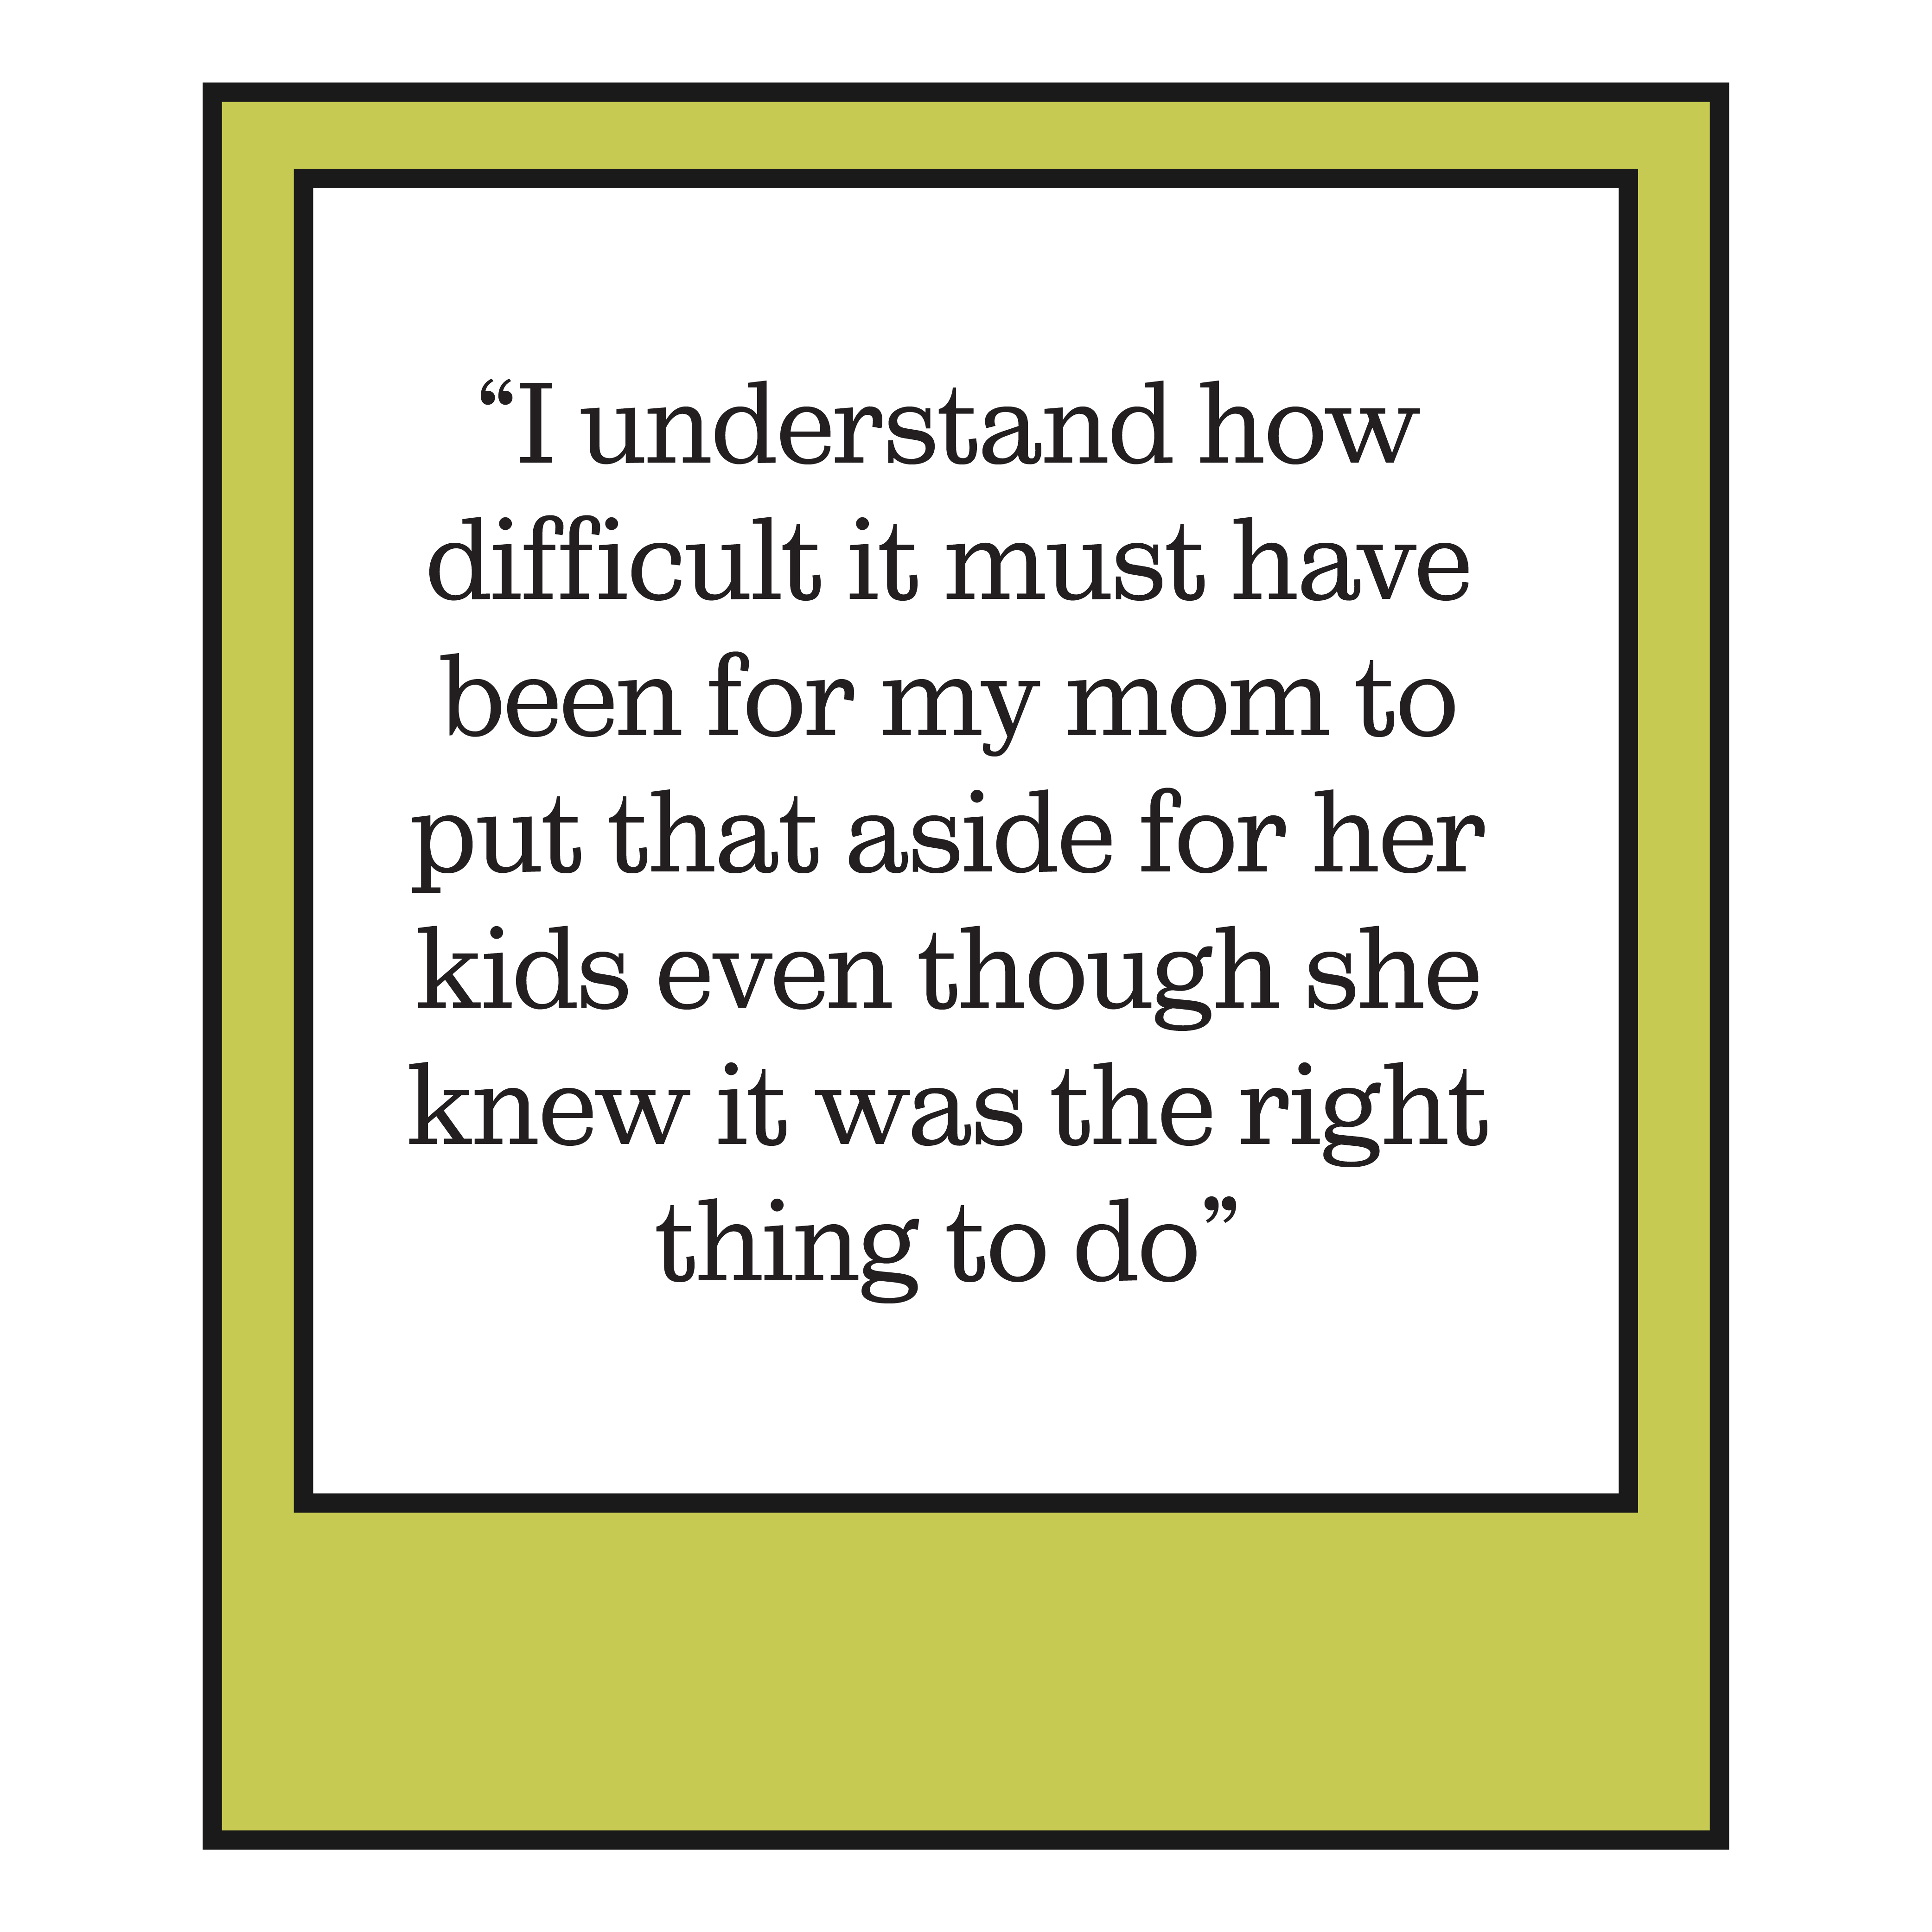 “I understand how
difficult it must have
been for my mom to
put that aside for her
kids even though she
knew it was the right
thing to do”